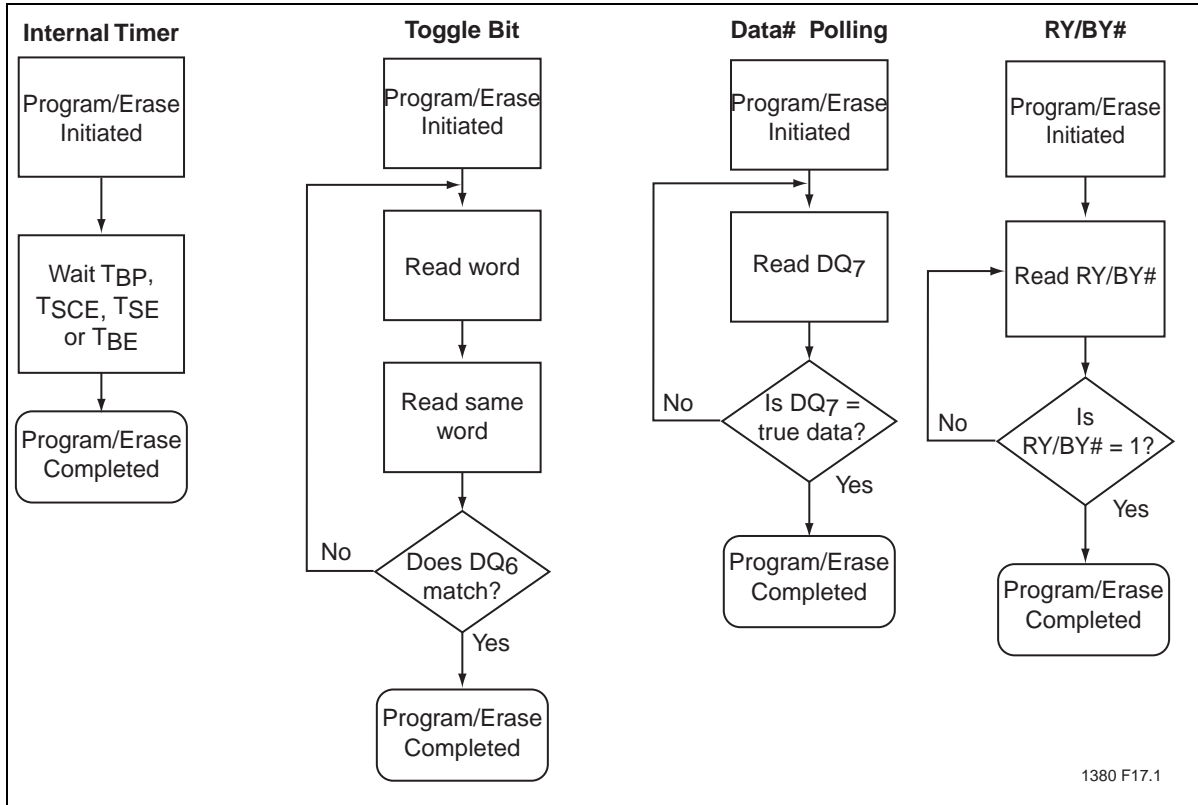 Internal Timer
Program/Erase
Initiated
Wait TBP,
TSCE, TSE
or TBE
Program/Erase
Completed
Toggle Bit
Program/Erase
Initiated
Read word
Read same
word
Does DQ6
match?
No
Yes
Program/Erase
Completed
Data# Polling
Program/Erase
Initiated
Read DQ7
Is DQ7 =
true data?
No
Yes
Program/Erase
Completed
RY/BY#
Program/Erase
Initiated
Read RY/BY#
Is
RY/BY# = 1?
No
Yes
Program/Erase
Completed
1380 F17.1